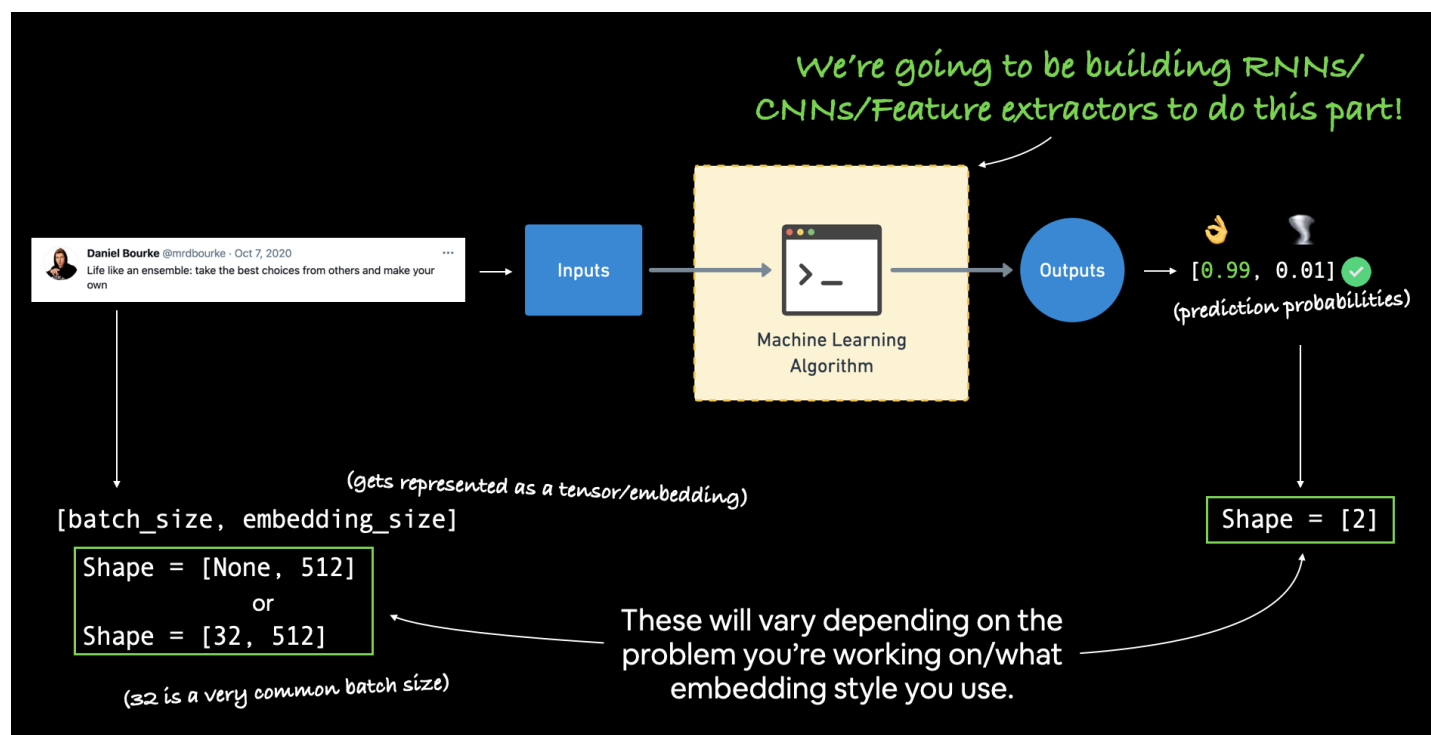 We're going to be building RNNs/
CNNs/Feature extractors to do this part!
Daniel Bourke @mrdbourke · Oct 7, 2020
Life like an ensemble: take the best choices from others and make your
own
Inputs
Machine Learning
Algorithm
Outputs
[0.99, 0.01]
(prediction probabilities)
(gets represented as a tensor/embedding)
[batch_size, embedding_size]
Shape = [None, 512]
or
Shape = [32, 512]
(32 is a very common batch size)
Shape = [2]
These will vary depending on the
problem you're working on/what
embedding style you use.